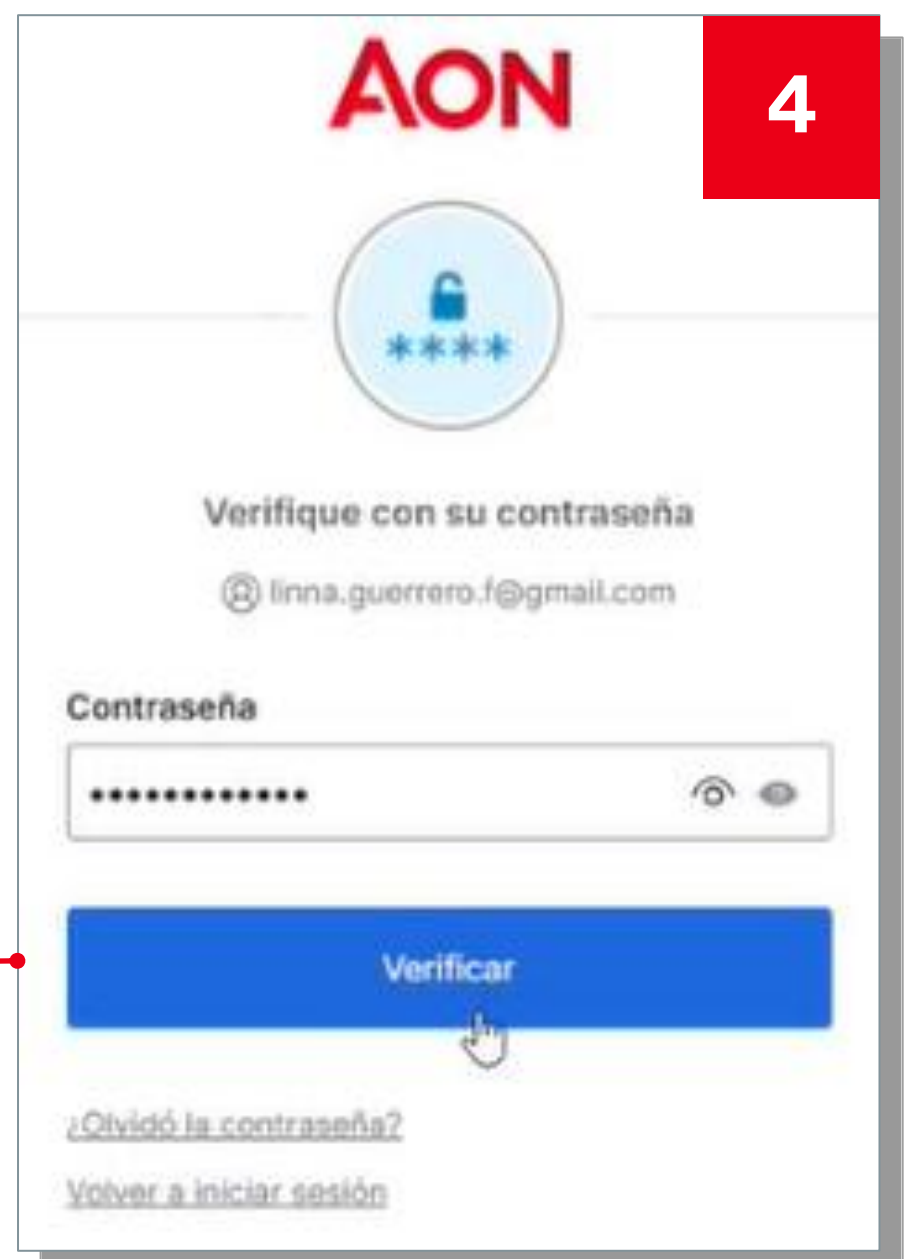 AON
4
****
Verifique con su contraseña
linna.guerrero.f@gmail.com
Contraseña
••••••••••••
Verificar
¿Olvidó la contraseña?
Volver a iniciar sesión